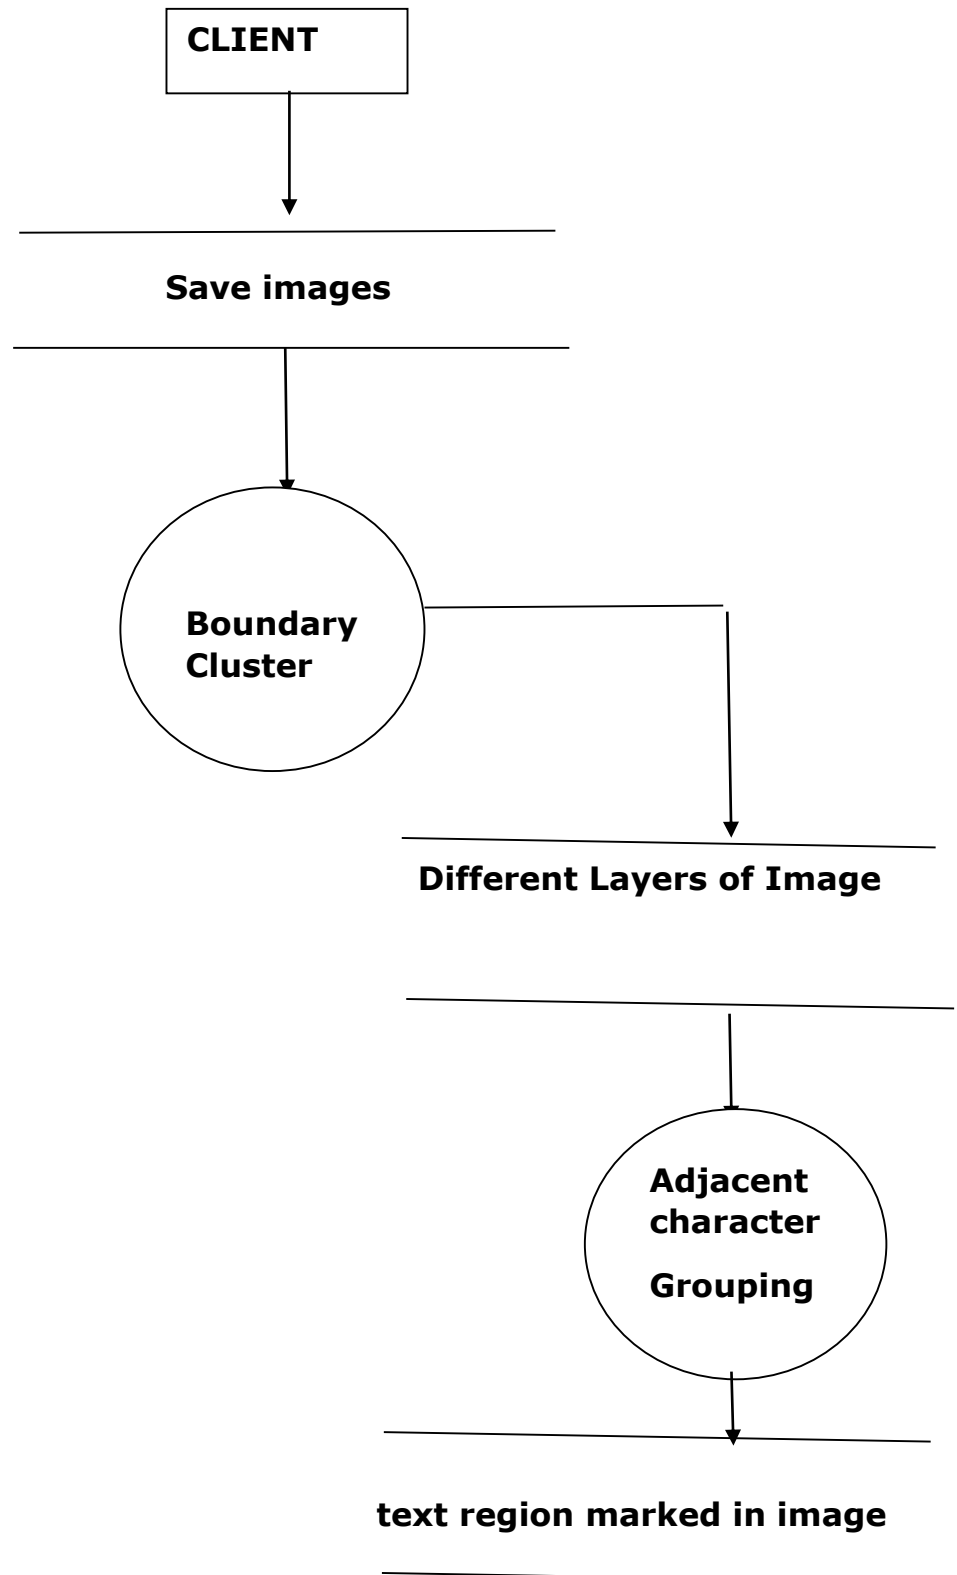 CLIENT
Save images
Boundary
Cluster
Different Layers of Image
Adjacent
character
Grouping
text region marked in image